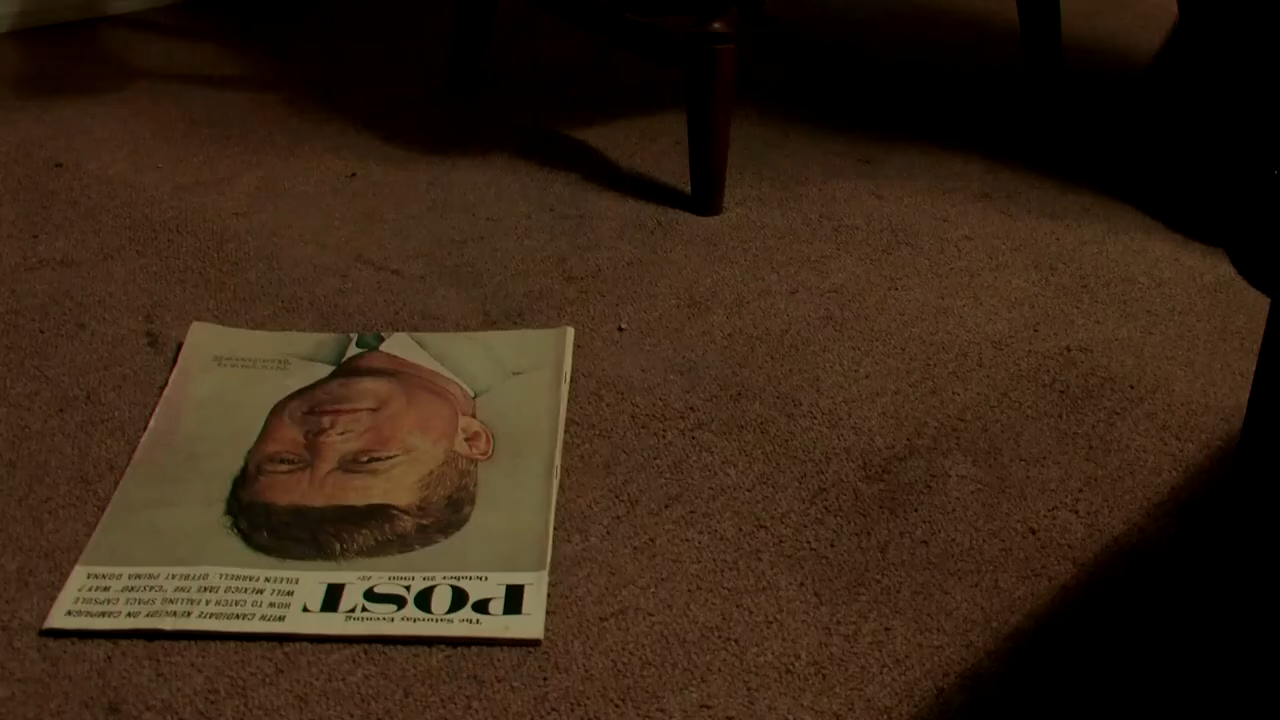 The Saturday Evening
POST
October 29, 1960 – 15¢
WITH CANDIDATE KENNEDY ON CAMPAIGN
HOW TO CATCH A FALLING SPACE CAPSULE
WILL MEXICO TAKE THE "CASTRO" WAY?
EILEEN FARRELL: OFFBEAT PRIMA DONNA